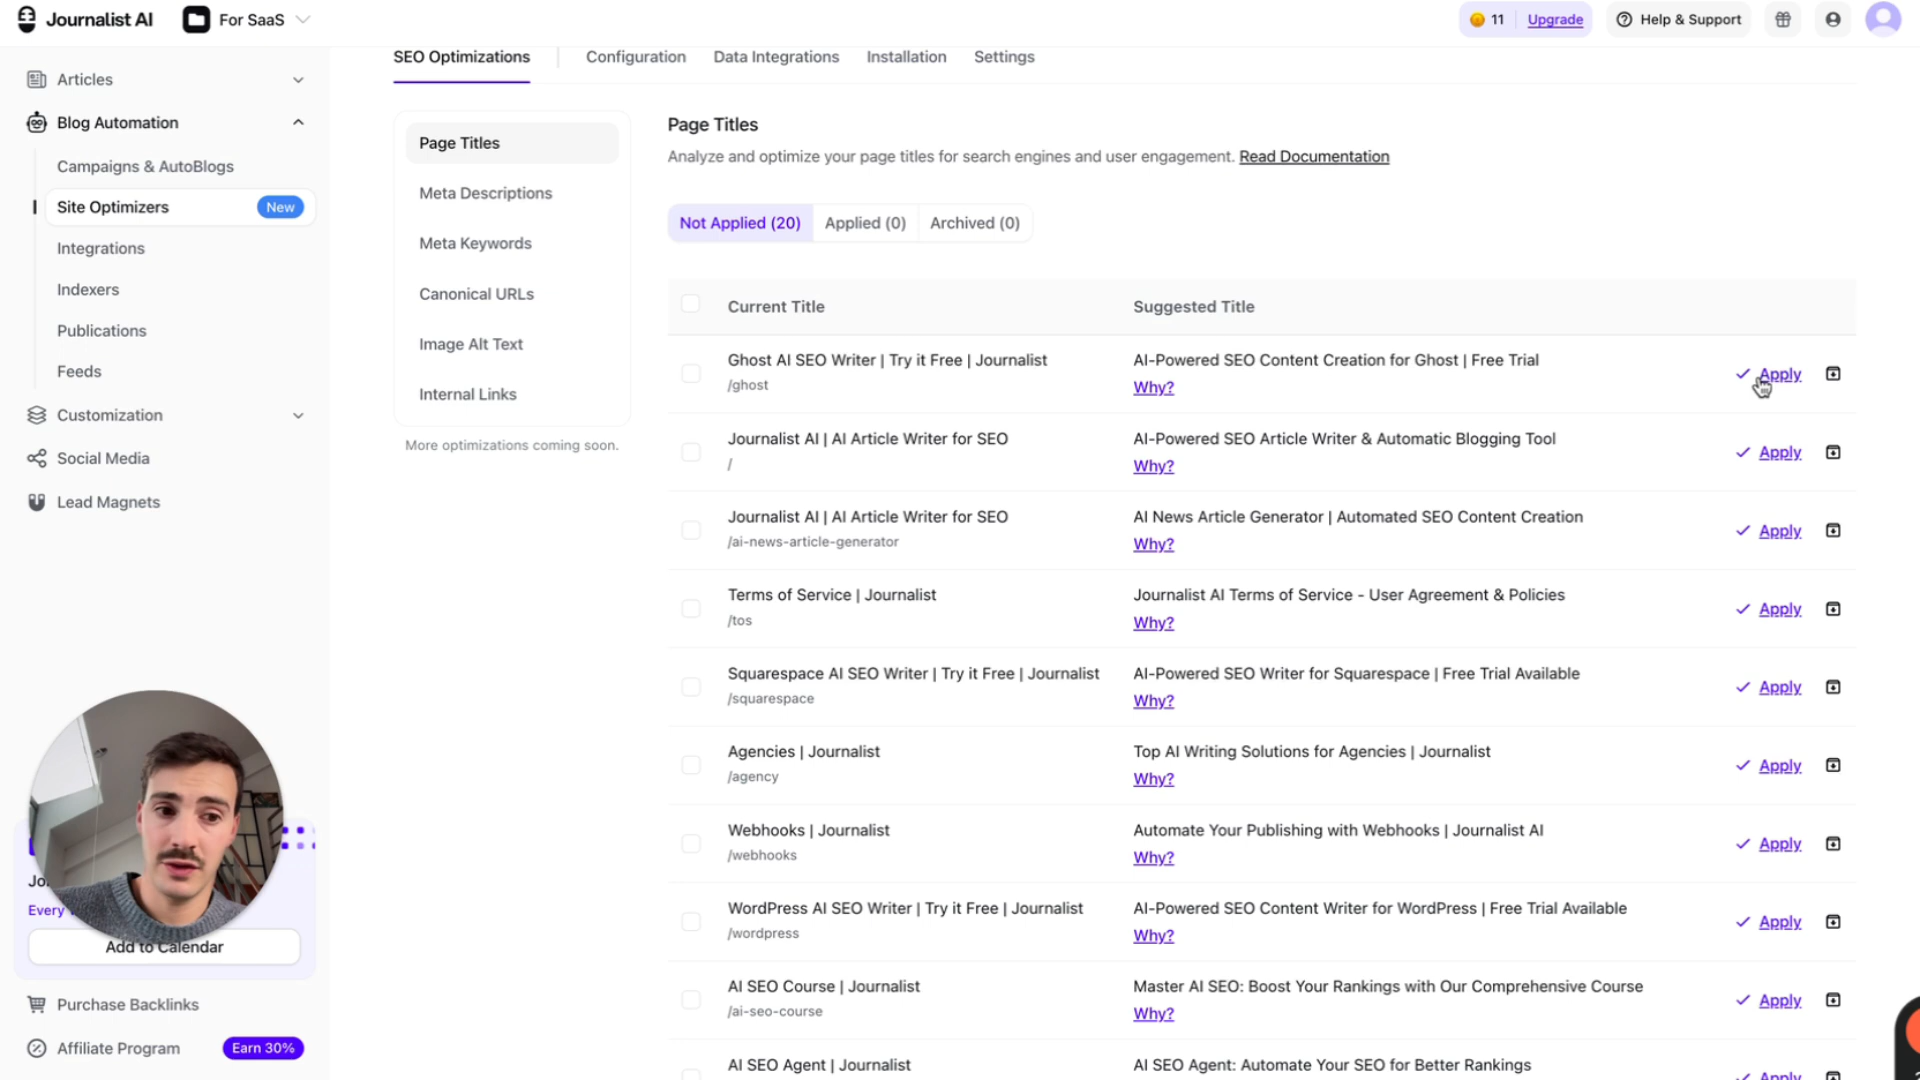 Journalist AI
For SaaS
11
Upgrade
Help & Support
Articles
Blog Automation
Campaigns & AutoBlogs
Site Optimizers
New
Integrations
Indexers
Publications
Feeds
Customization
Social Media
Lead Magnets
Every
Add to Calendar
Purchase Backlinks
Affiliate Program
Earn 30%
SEO Optimizations
Configuration
Data Integrations
Installation
Settings
Page Titles
Meta Descriptions
Meta Keywords
Canonical URLs
Image Alt Text
Internal Links
More optimizations coming soon.
Page Titles
Analyze and optimize your page titles for search engines and user engagement. Read Documentation
Not Applied (20)
Applied (0)
Archived (0)
Current Title
Suggested Title
Ghost AI SEO Writer | Try it Free | Journalist
/ghost
AI-Powered SEO Content Creation for Ghost | Free Trial
Why?
Apply
Journalist AI | AI Article Writer for SEO
/
AI-Powered SEO Article Writer & Automatic Blogging Tool
Why?
Apply
Journalist AI | AI Article Writer for SEO
/ai-news-article-generator
AI News Article Generator | Automated SEO Content Creation
Why?
Apply
Terms of Service | Journalist
/tos
Journalist AI Terms of Service - User Agreement & Policies
Why?
Apply
Squarespace AI SEO Writer | Try it Free | Journalist
/squarespace
AI-Powered SEO Writer for Squarespace | Free Trial Available
Why?
Apply
Agencies | Journalist
/agency
Top AI Writing Solutions for Agencies | Journalist
Why?
Apply
Webhooks | Journalist
/webhooks
Automate Your Publishing with Webhooks | Journalist AI
Why?
Apply
WordPress AI SEO Writer | Try it Free | Journalist
/wordpress
AI-Powered SEO Content Writer for WordPress | Free Trial Available
Why?
Apply
AI SEO Course | Journalist
/ai-seo-course
Master AI SEO: Boost Your Rankings with Our Comprehensive Course
Why?
Apply
AI SEO Agent | Journalist
AI SEO Agent: Automate Your SEO for Better Rankings
Apply